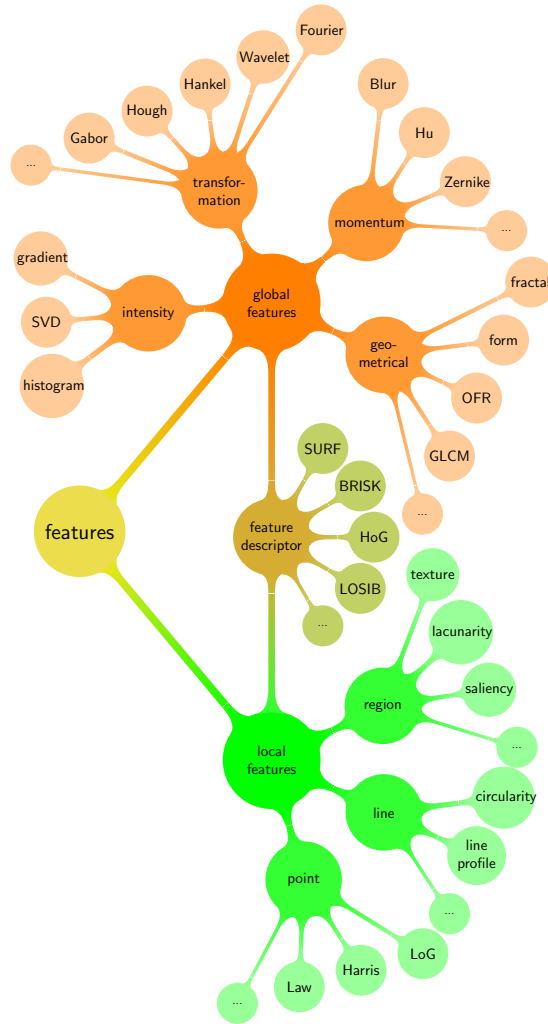 Fourier
Wavelet
Hankel
Hough
Gabor
...
transfor-
mation
Blur
Hu
Zernike
...
momentum
gradient
SVD
histogram
intensity
global
features
geo-
metrical
fractal
form
OFR
GLCM
...
features
feature
descriptor
SURF
BRISK
HoG
LOSIB
...
texture
lacunarity
saliency
...
region
local
features
line
circularity
line
profile
...
point
LoG
Harris
Law
...